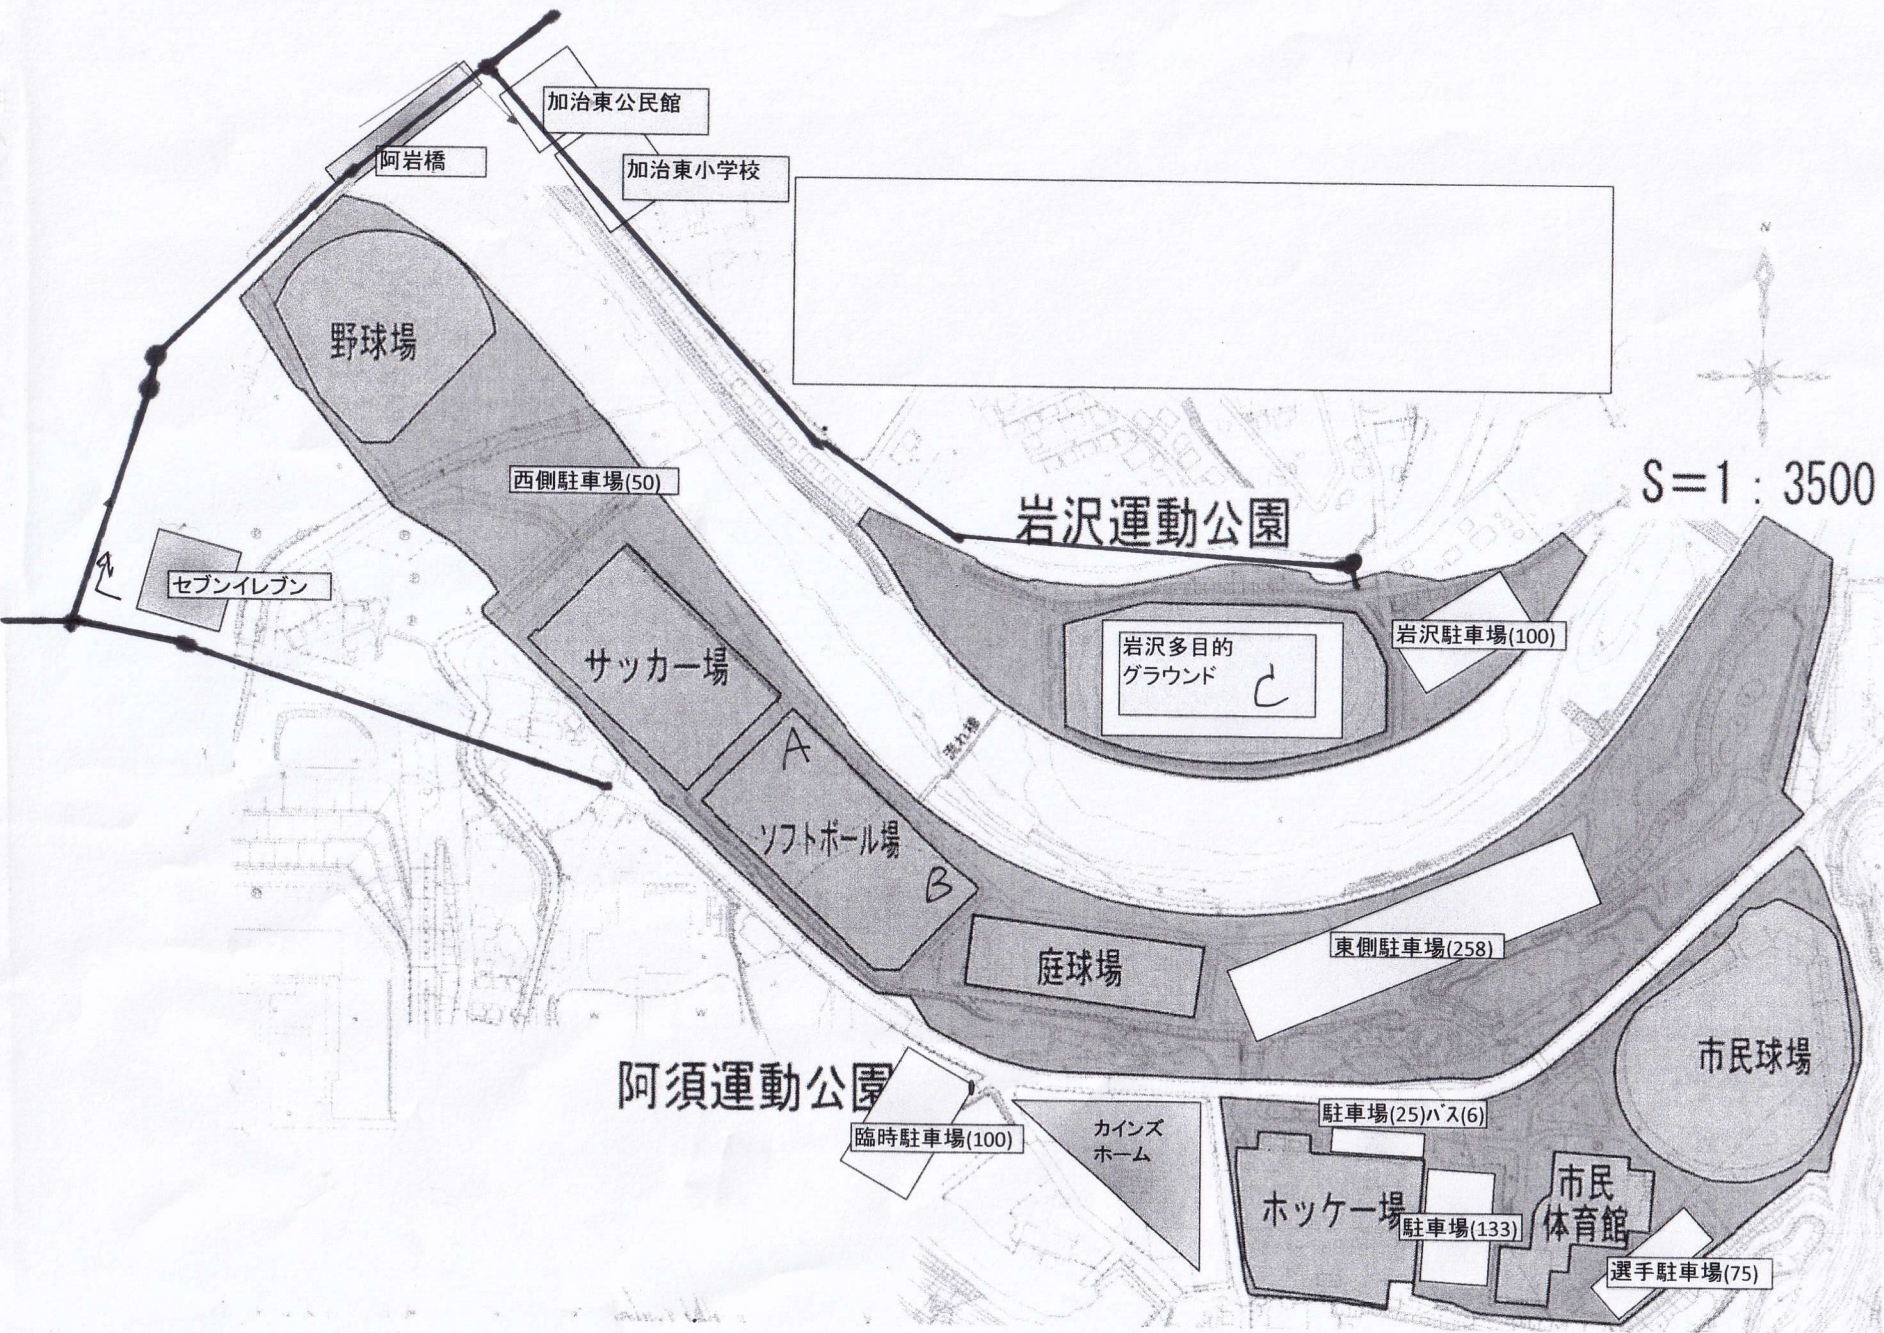 加治東公民館
阿岩橋
加治東小学校
N
野球場
西側駐車場(50)
S=1:3500
岩沢運動公園
セブンイレブン
岩沢駐車場(100)
岩沢多目的
グラウンド
C
サッカー場
流れ橋
A
ソフトボール場
B
東側駐車場(258)
庭球場
市民球場
阿須運動公園
臨時駐車場(100)
カインズ
ホーム
駐車場(25)バス(6)
ホッケー場
市民
体育館
駐車場(133)
選手駐車場(75)